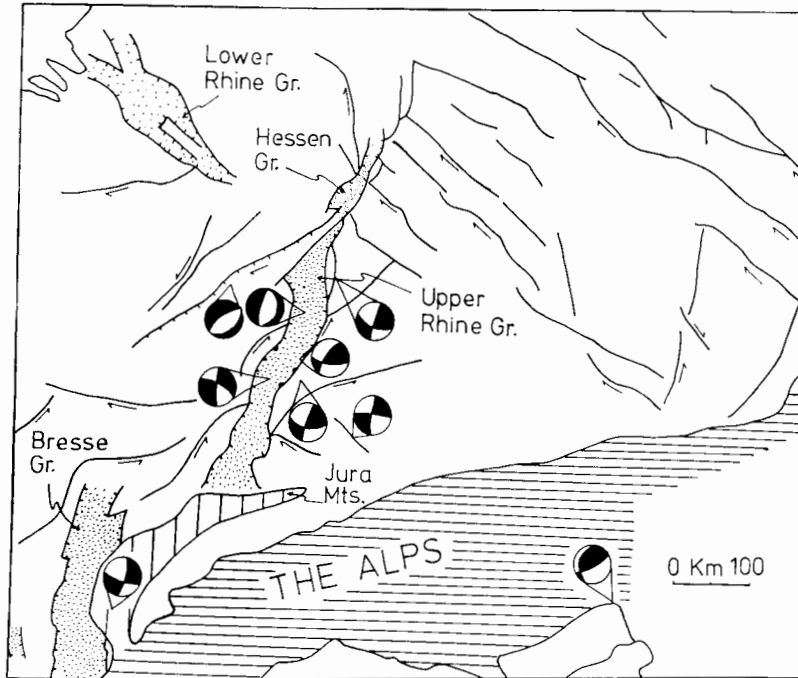 Lower
Rhine Gr.
Hessen
Gr.
Upper
Rhine Gr.
Bresse
Gr.
Jura
Mts.
THE ALPS
0 Km 100